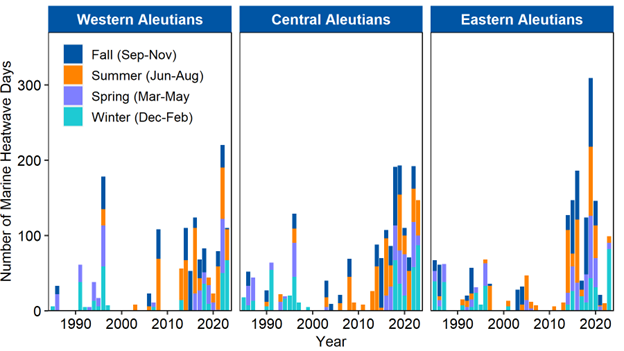 Western Aleutians
Central Aleutians
Eastern Aleutians
Number of Marine Heatwave Days
300
200
100
0
Fall (Sep-Nov)
Summer (Jun-Aug)
Spring (Mar-May
Winter (Dec-Feb)
1990 2000 2010 2020
1990 2000 2010 2020
1990 2000 2010 2020
Year